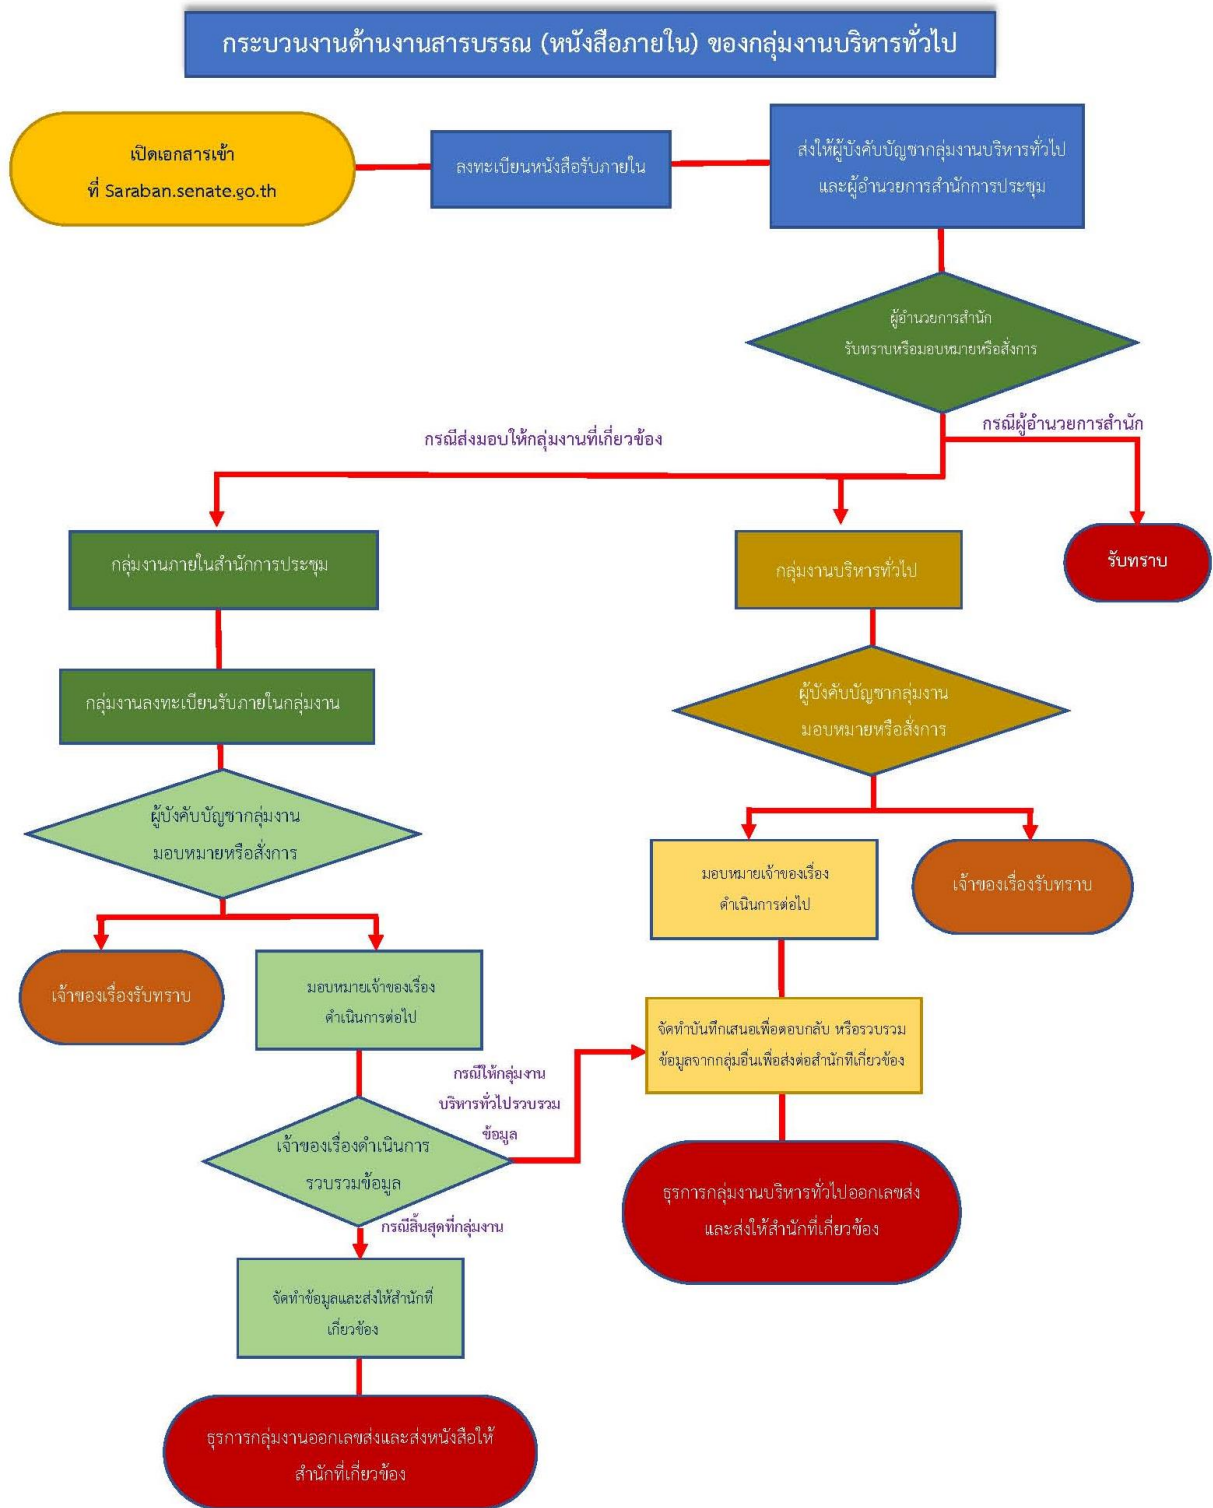 กระบวนงานด้านงานสารบรรณ (หนังสือภายใน) ของกลุ่มงานบริหารทั่วไป
เปิดเอกสารเข้า
ที่ Saraban.senate.go.th
ลงทะเบียนหนังสือรับภายใน
ส่งให้ผู้บังคับบัญชากลุ่มงานบริหารทั่วไป
และผู้อำนวยการสำนักการประชุม
ผู้อำนวยการสำนัก
รับทราบหรือมอบหมายหรือสั่งการ
กรณีส่งมอบให้กลุ่มงานที่เกี่ยวข้อง
กรณีผู้อำนวยการสำนัก
กลุ่มงานภายในสำนักการประชุม
กลุ่มงานบริหารทั่วไป
รับทราบ
กลุ่มงานลงทะเบียนรับภายในกลุ่มงาน
ผู้บังคับบัญชากลุ่มงาน
มอบหมายหรือสั่งการ
ผู้บังคับบัญชากลุ่มงาน
มอบหมายหรือสั่งการ
มอบหมายเจ้าของเรื่อง
ดำเนินการต่อไป
เจ้าของเรื่องรับทราบ
เจ้าของเรื่องรับทราบ
มอบหมายเจ้าของเรื่อง
ดำเนินการต่อไป
จัดทำบันทึกเสนอเพื่อตอบกลับ หรือรวบรวม
ข้อมูลจากกลุ่มอื่นเพื่อส่งต่อสำนักที่เกี่ยวข้อง
กรณีให้กลุ่มงาน
บริหารทั่วไปรวบรวม
ข้อมูล
เจ้าของเรื่องดำเนินการ
รวบรวมข้อมูล
ธุรการกลุ่มงานบริหารทั่วไปออกเลขส่ง
และส่งให้สำนักที่เกี่ยวข้อง
กรณีสิ้นสุดที่กลุ่มงาน
จัดทำข้อมูลและส่งให้สำนักที่
เกี่ยวข้อง
ธุรการกลุ่มงานออกเลขส่งและส่งหนังสือให้
สำนักที่เกี่ยวข้อง